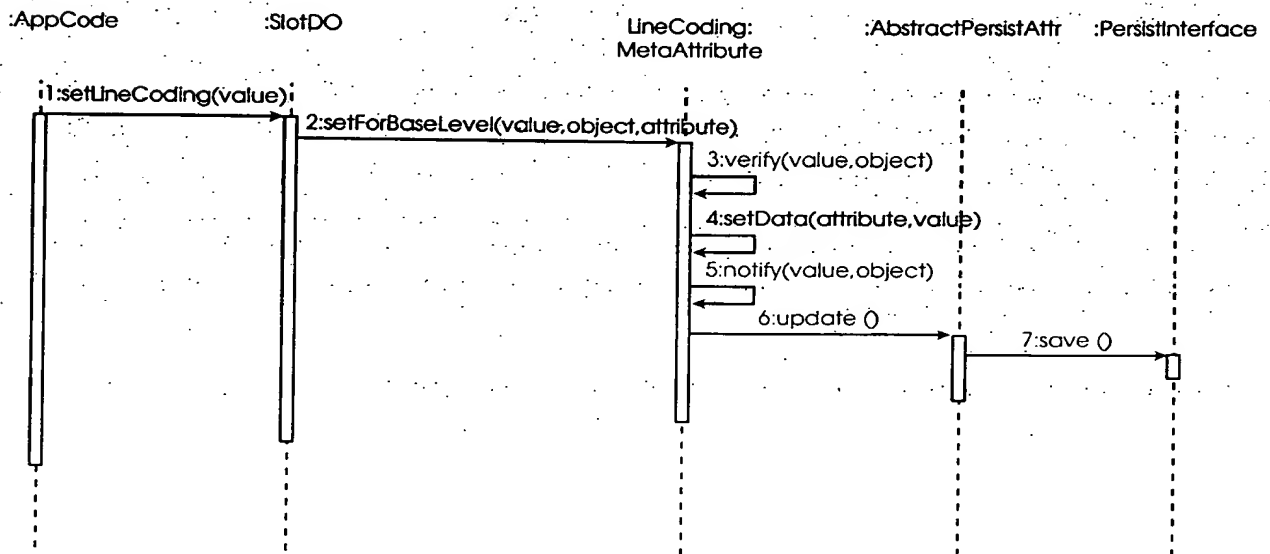 :AppCode
:SlotDO
LineCoding:
MetaAttribute
:AbstractPersistAttr
:PersistInterface
1:setLineCoding(value)
2:setForBaseLevel(value,object,attribute)
3:verify(value,object)
4:setData(attribute,value)
5:notify(value,object)
6:update ()
7:save ()